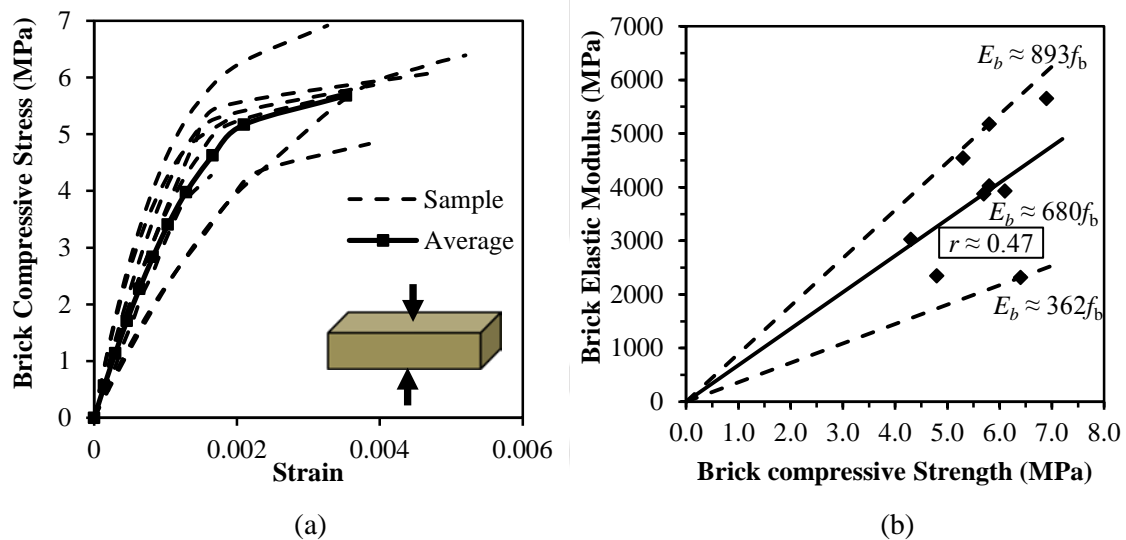 Brick Compressive Stress (MPa)
7
6
5
4
3
2
1
0
0
0.002
0.004
0.006
Strain
Sample
Average
(a)
Brick Elastic Modulus (MPa)
7000
6000
5000
4000
3000
2000
1000
0
0.0
1.0
2.0
3.0
4.0
5.0
6.0
7.0
8.0
Brick compressive Strength (MPa)
E_b ≈ 893f_b
E_b ≈ 680f_b
r ≈ 0.47
E_b ≈ 362f_b
(b)